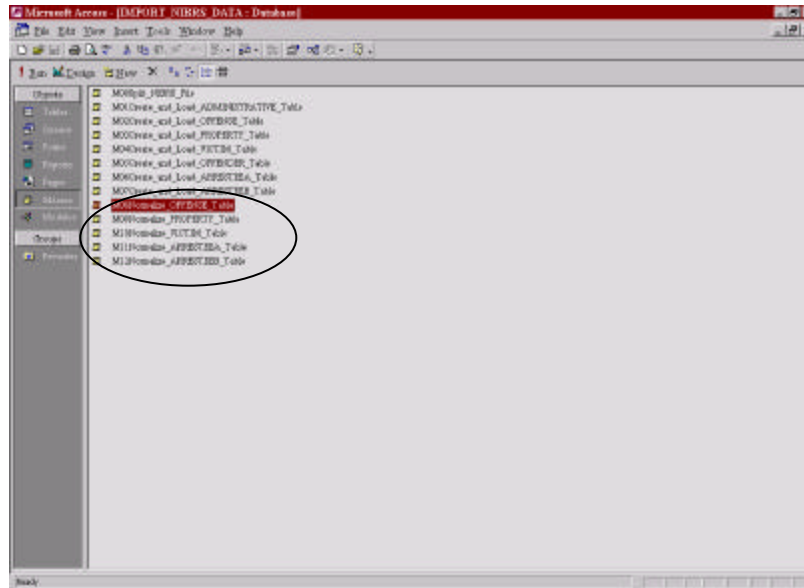 Microsoft Access - [IMPORT_NIBRS_DATA : Database]
File Edit View Insert Tools Window Help
Run Design New
Objects
Tables
Queries
Forms
Reports
Pages
Macros
Modules
Groups
Favorites
M00Split_NIBRS_File
M01Create_and_Load_ADMINISTRATIVE_Table
M02Create_and_Load_OFFENSE_Table
M03Create_and_Load_PROPERTY_Table
M04Create_and_Load_VICTIM_Table
M05Create_and_Load_OFFENDER_Table
M06Create_and_Load_ARRESTEEA_Table
M07Create_and_Load_ARRESTEEB_Table
M08Normalize_OFFENSE_Table
M09Normalize_PROPERTY_Table
M10Normalize_VICTIM_Table
M11Normalize_ARRESTEEA_Table
M12Normalize_ARRESTEEB_Table
Ready